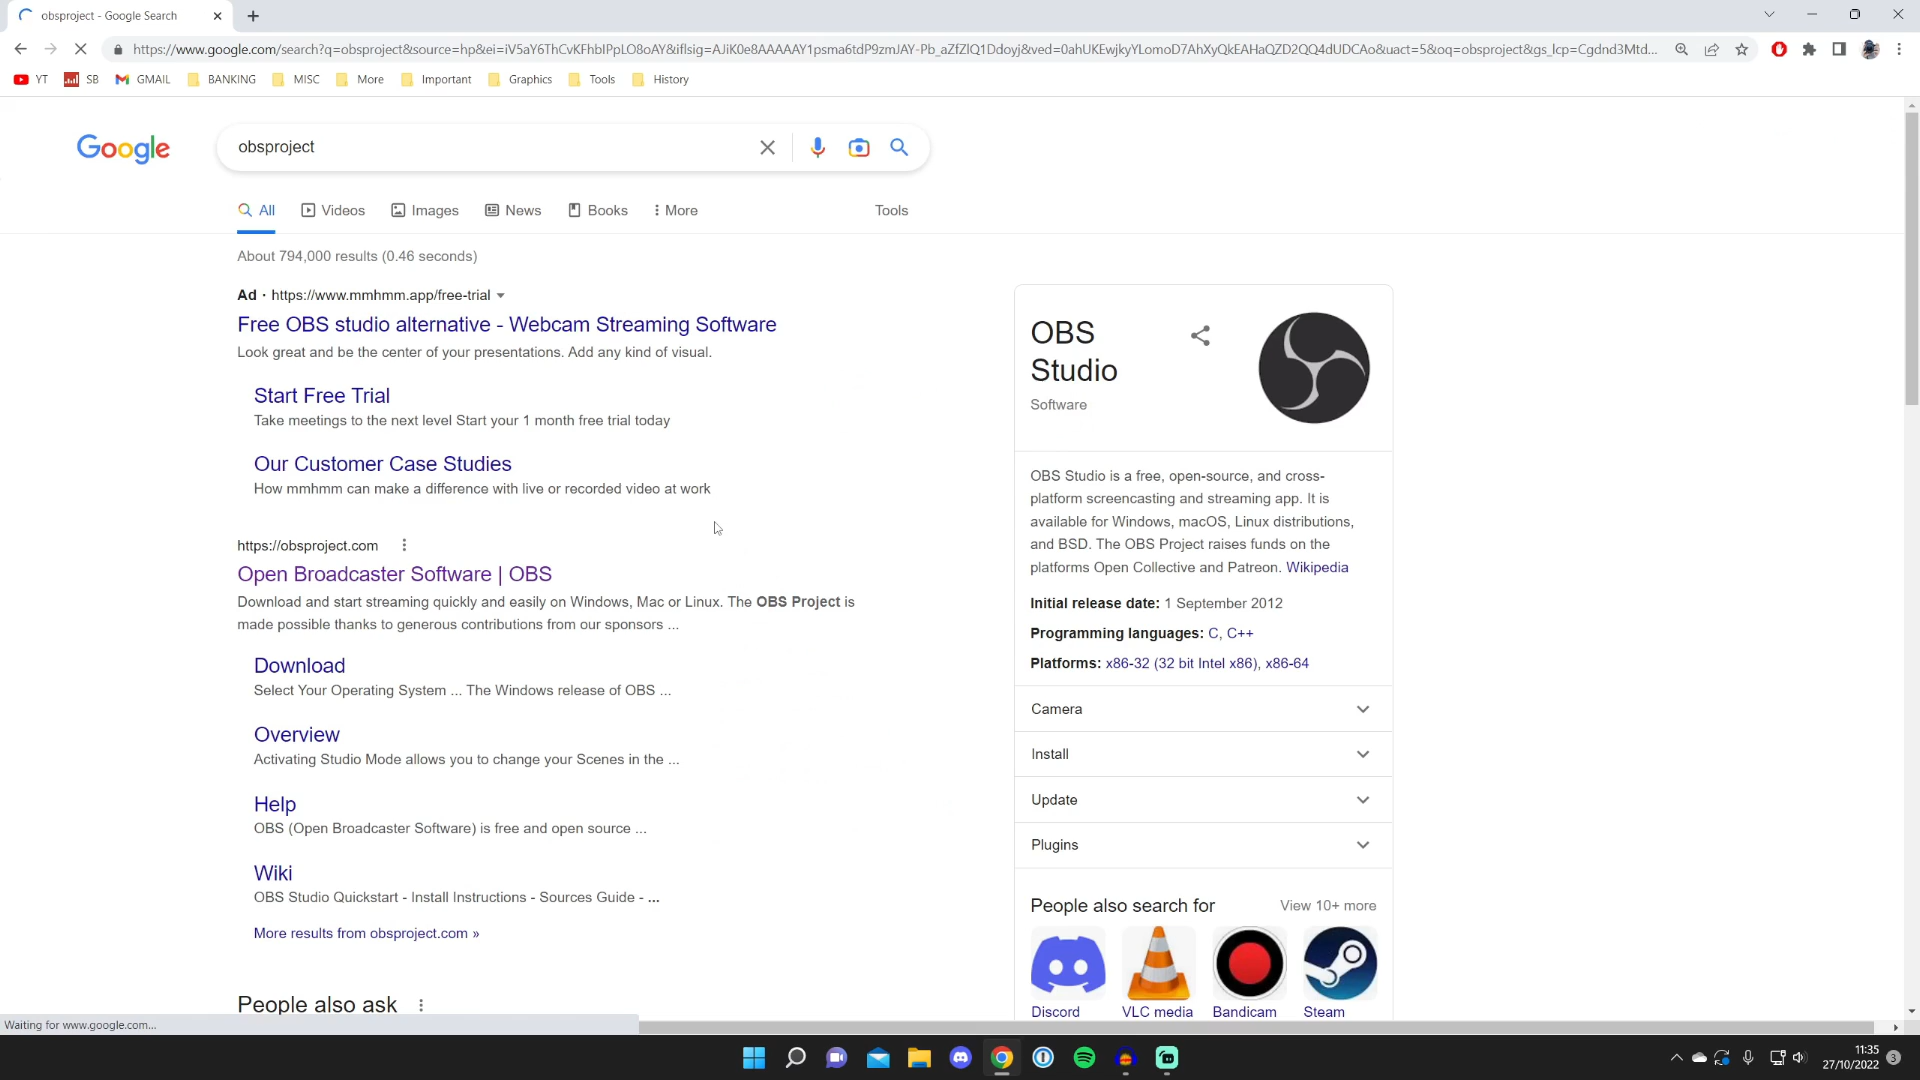 obsproject - Google Search
https://www.google.com/search?q=obsproject&source=hp&ei=iV5aY6ThCvKFhbIPpLO8oAY&iflsig=AJiK0e8AAAAAY1psma6tdP9zmJAY-Pb_aZfZlQ1Ddoyj&ved=0ahUKEwjkyYLomoD7AhXyQkEAHaQZD2QQ4dUDCAo&uact=5&oq=obsproject&gs_lcp=Cgdnd3Mtd...
YT SB GMAIL BANKING MISC More Important Graphics Tools History
Google obsproject
All Videos Images News Books More Tools
About 794,000 results (0.46 seconds)
Ad · https://www.mmhmm.app/free-trial
Free OBS studio alternative - Webcam Streaming Software
Look great and be the center of your presentations. Add any kind of visual.
Start Free Trial
Take meetings to the next level Start your 1 month free trial today
Our Customer Case Studies
How mmhmm can make a difference with live or recorded video at work
https://obsproject.com
Open Broadcaster Software | OBS
Download and start streaming quickly and easily on Windows, Mac or Linux. The OBS Project is
made possible thanks to generous contributions from our sponsors ...
Download
Select Your Operating System ... The Windows release of OBS ...
Overview
Activating Studio Mode allows you to change your Scenes in the ...
Help
OBS (Open Broadcaster Software) is free and open source ...
Wiki
OBS Studio Quickstart - Install Instructions - Sources Guide - ...
More results from obsproject.com »
People also ask
OBS
Studio
Software
OBS Studio is a free, open-source, and cross-
platform screencasting and streaming app. It is
available for Windows, macOS, Linux distributions,
and BSD. The OBS Project raises funds on the
platforms Open Collective and Patreon. Wikipedia
Initial release date: 1 September 2012
Programming languages: C, C++
Platforms: x86-32 (32 bit Intel x86), x86-64
Camera
Install
Update
Plugins
People also search for View 10+ more
Discord VLC media Bandicam Steam
Waiting for www.google.com...
11:35
27/10/2022
3